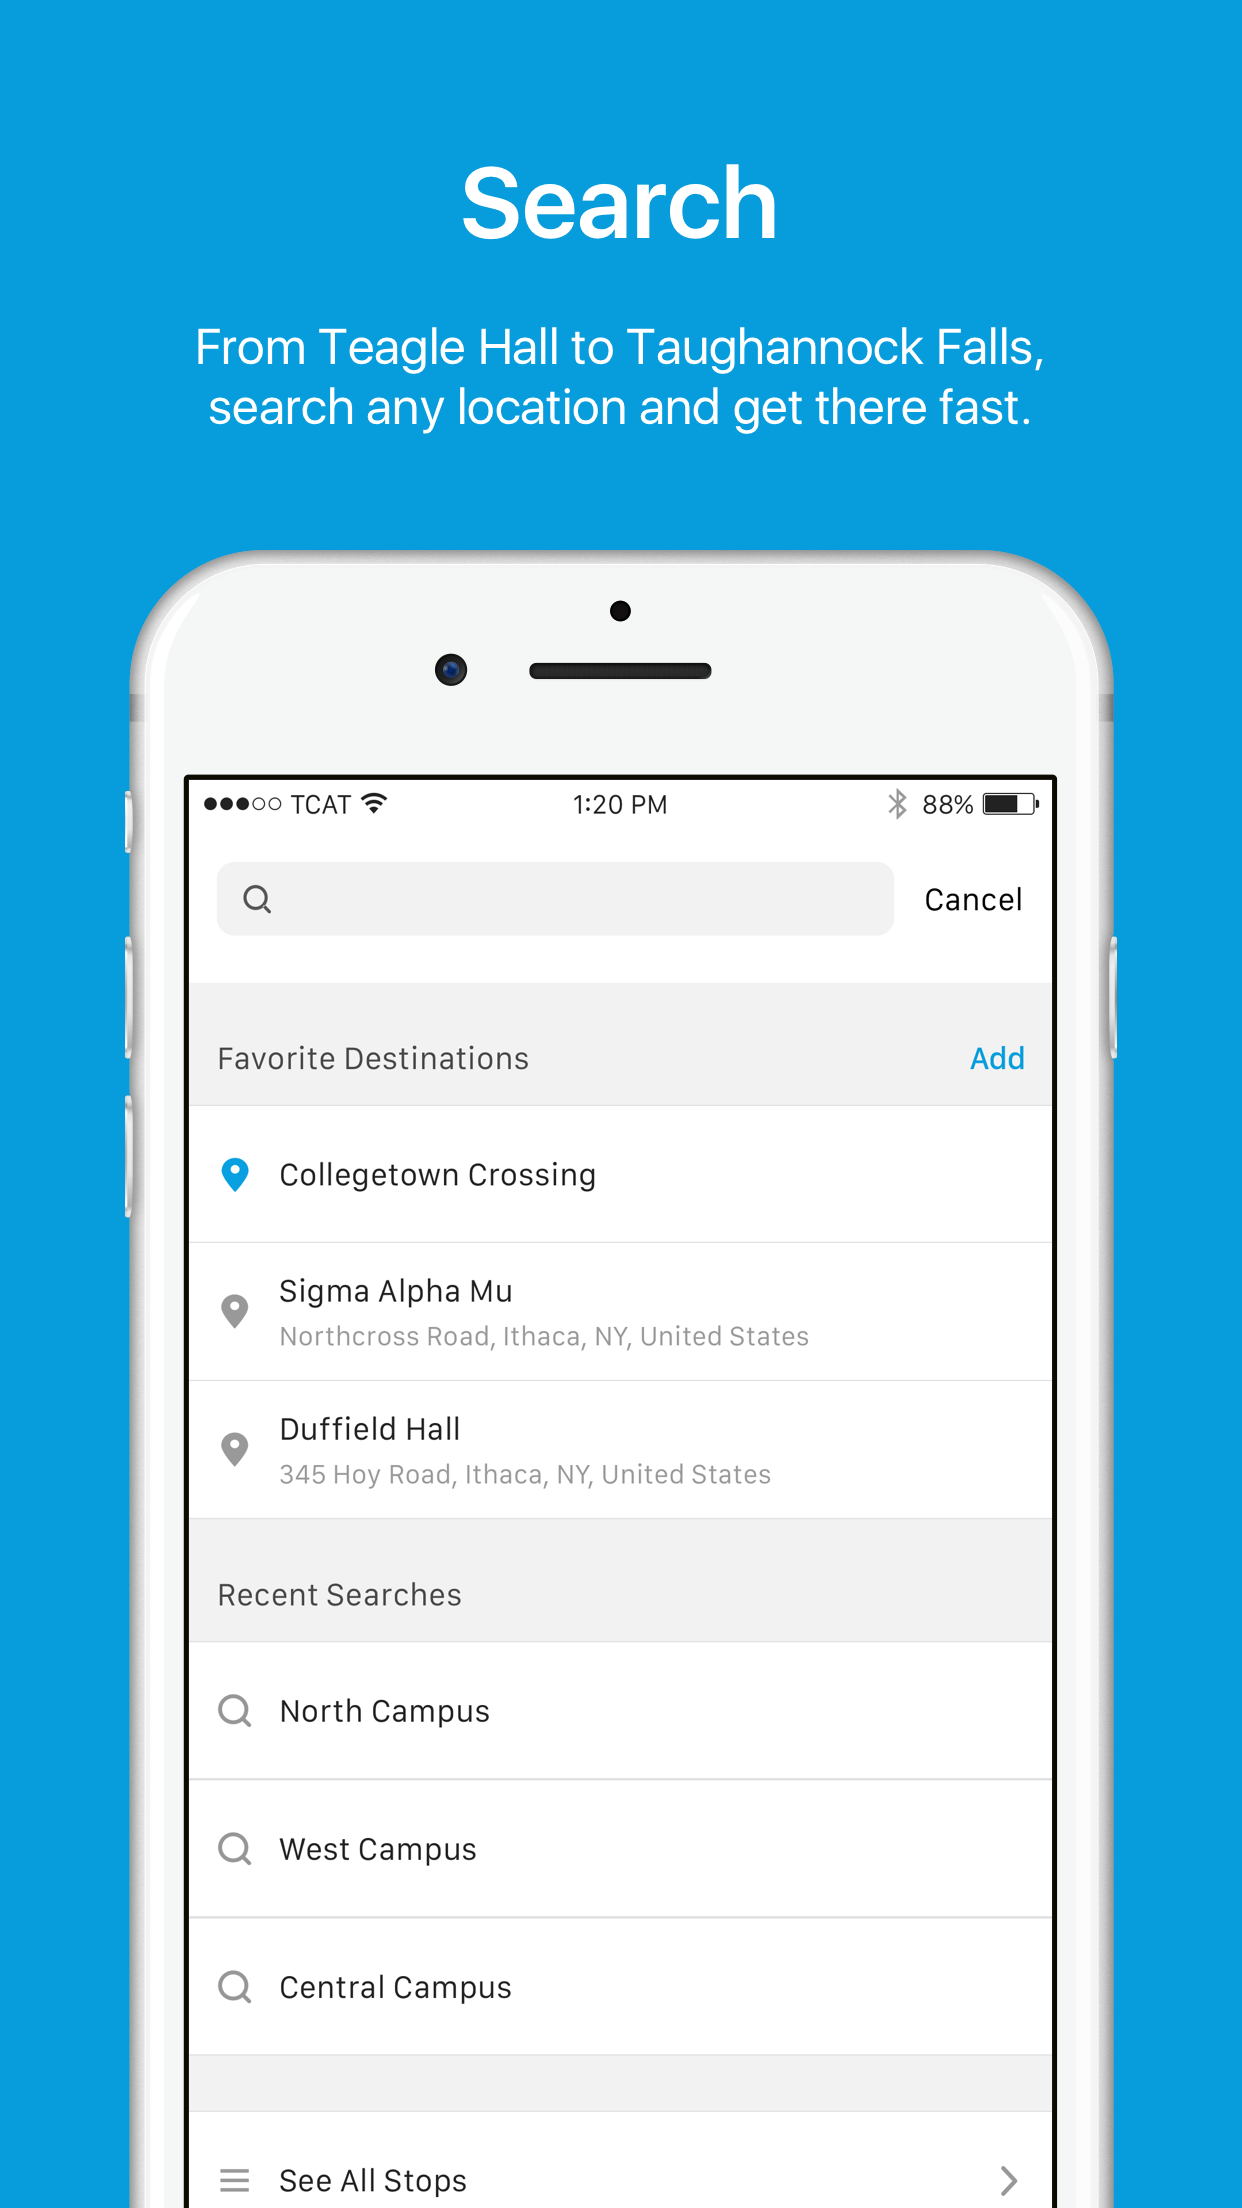 Search
From Teagle Hall to Taughannock Falls,
search any location and get there fast.
TCAT 1:20 PM 88%
Cancel
Favorite Destinations Add
Collegetown Crossing
Sigma Alpha Mu
Northcross Road, Ithaca, NY, United States
Duffield Hall
345 Hoy Road, Ithaca, NY, United States
Recent Searches
North Campus
West Campus
Central Campus
See All Stops